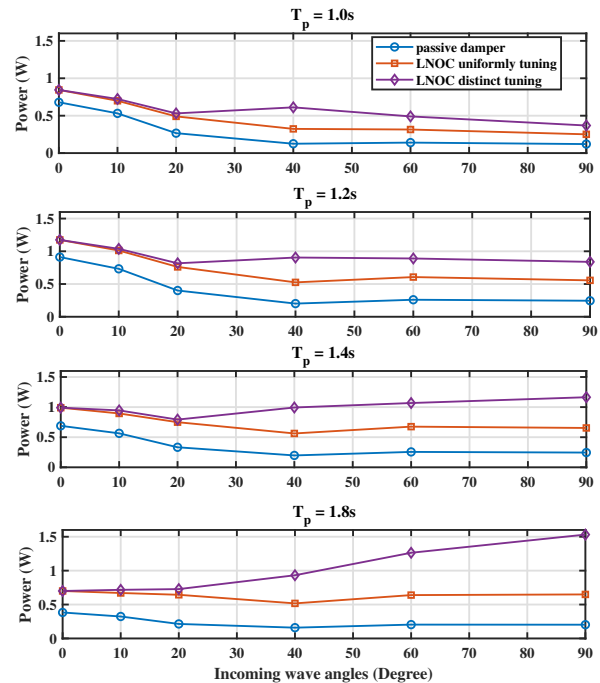 T_p = 1.0s
1.5
1
0.5
0
Power (W)
passive damper
LNOC uniformly tuning
LNOC distinct tuning
0 10 20 30 40 50 60 70 80 90
T_p = 1.2s
1.5
1
0.5
0
Power (W)
0 10 20 30 40 50 60 70 80 90
T_p = 1.4s
1.5
1
0.5
0
Power (W)
0 10 20 30 40 50 60 70 80 90
T_p = 1.8s
1.5
1
0.5
0
Power (W)
0 10 20 30 40 50 60 70 80 90
Incoming wave angles (Degree)